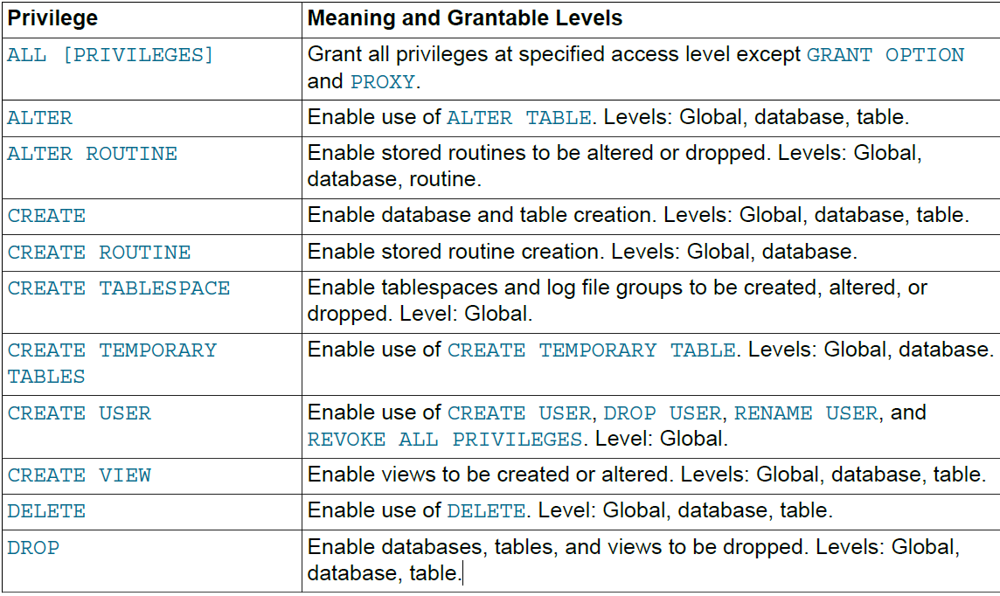 Privilege Meaning and Grantable Levels
ALL [PRIVILEGES] Grant all privileges at specified access level except GRANT OPTION
and PROXY.
ALTER Enable use of ALTER TABLE. Levels: Global, database, table.
ALTER ROUTINE Enable stored routines to be altered or dropped. Levels: Global,
database, routine.
CREATE Enable database and table creation. Levels: Global, database, table.
CREATE ROUTINE Enable stored routine creation. Levels: Global, database.
CREATE TABLESPACE Enable tablespaces and log file groups to be created, altered, or
dropped. Level: Global.
CREATE TEMPORARY Enable use of CREATE TEMPORARY TABLE. Levels: Global, database.
TABLES
CREATE USER Enable use of CREATE USER, DROP USER, RENAME USER, and
REVOKE ALL PRIVILEGES. Level: Global.
CREATE VIEW Enable views to be created or altered. Levels: Global, database, table.
DELETE Enable use of DELETE. Level: Global, database, table.
DROP Enable databases, tables, and views to be dropped. Levels: Global,
database, table.